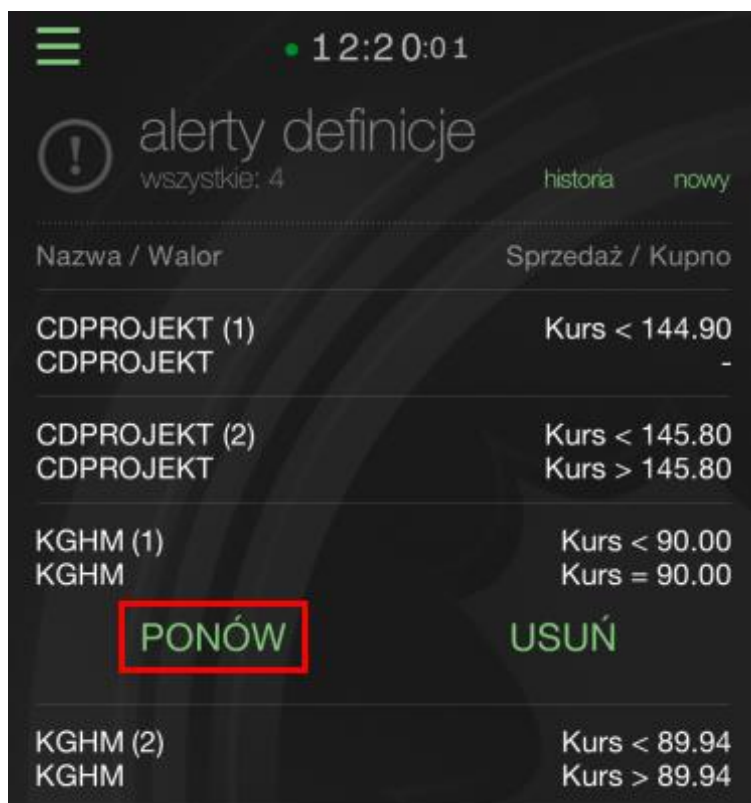 12:20:01
alerty definicje
wszystkie: 4
historia nowy
Nazwa / Walor Sprzedaż / Kupno
CDPROJEKT (1) Kurs < 144.90
CDPROJEKT -
CDPROJEKT (2) Kurs < 145.80
CDPROJEKT Kurs > 145.80
KGHM (1) Kurs < 90.00
KGHM Kurs = 90.00
PONÓW USUŃ
KGHM (2) Kurs < 89.94
KGHM Kurs > 89.94